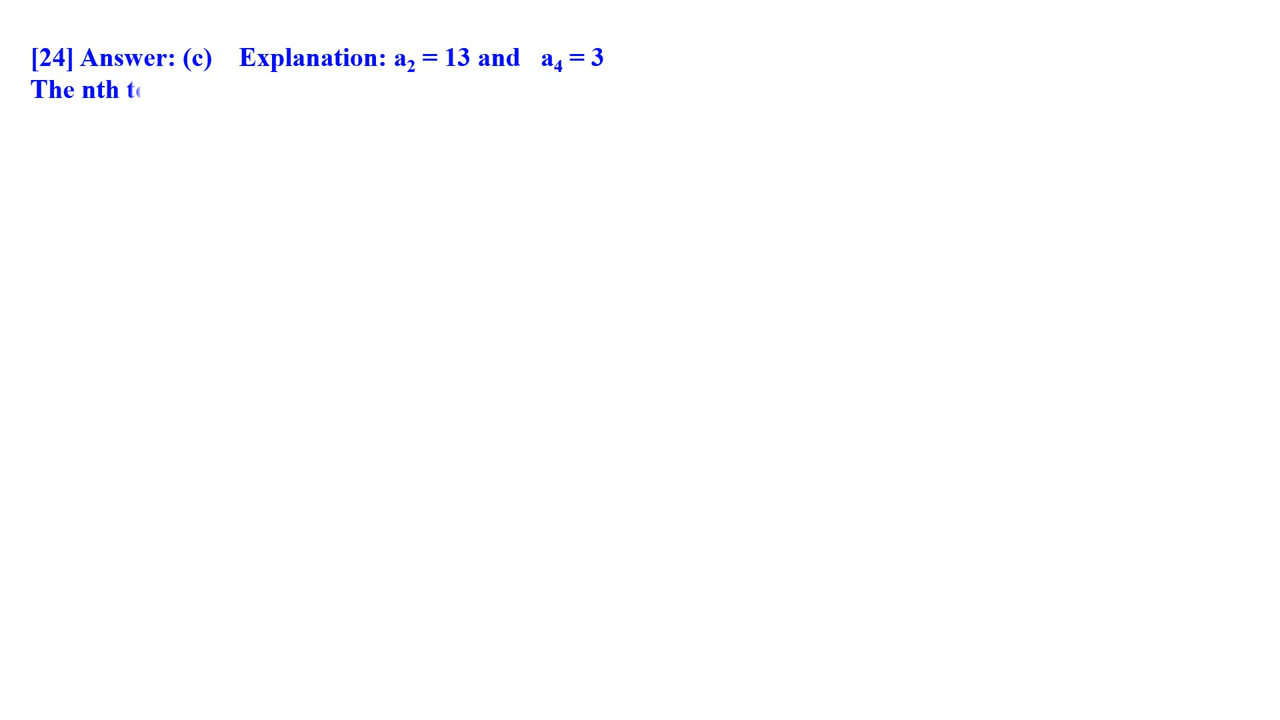 [24] Answer: (c) Explanation: a₂ = 13 and a₄ = 3
The nth